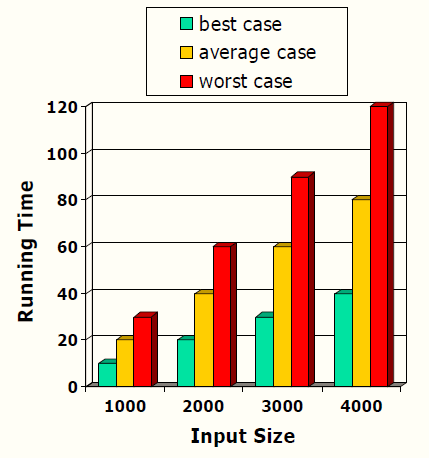 best case
average case
worst case
120
100
80
60
40
20
0
Running Time
1000 2000 3000 4000
Input Size